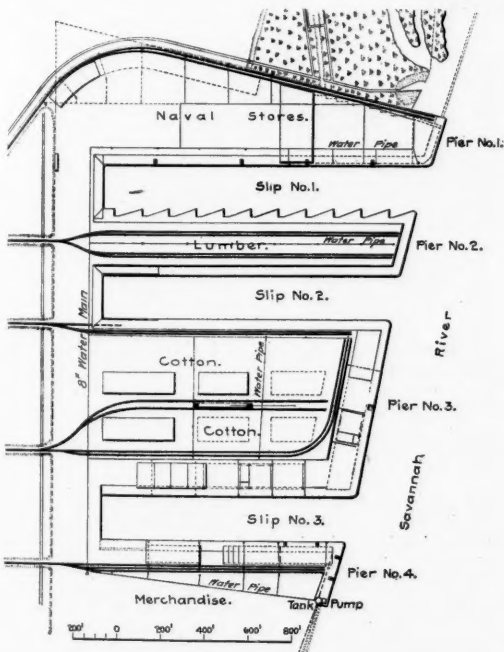 Naval Stores.
Water Pipe
Pier No.1.
Slip No.1.
Lumber.
Water Pipe
Pier No.2.
Slip No.2.
8" Water Main
River
Cotton.
Water Pipe
Cotton.
Pier No.3.
Savannah
Slip No.3.
Pier No.4.
Water Pipe
Merchandise.
Tank
Pump
200' 0 200' 400' 600' 800'